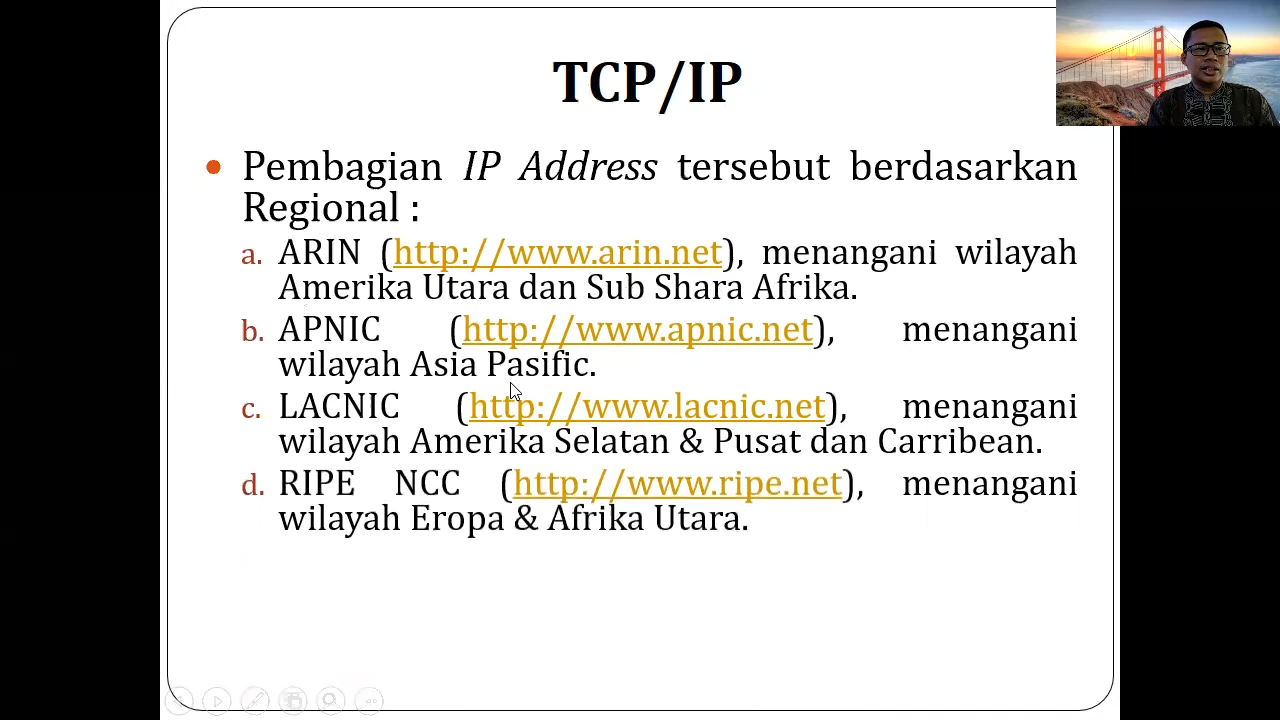 TCP/IP
• Pembagian IP Address tersebut berdasarkan
Regional :
a. ARIN (http://www.arin.net), menangani wilayah
Amerika Utara dan Sub Shara Afrika.
b. APNIC (http://www.apnic.net), menangani
wilayah Asia Pasific.
c. LACNIC (http://www.lacnic.net), menangani
wilayah Amerika Selatan & Pusat dan Carribean.
d. RIPE NCC (http://www.ripe.net), menangani
wilayah Eropa & Afrika Utara.